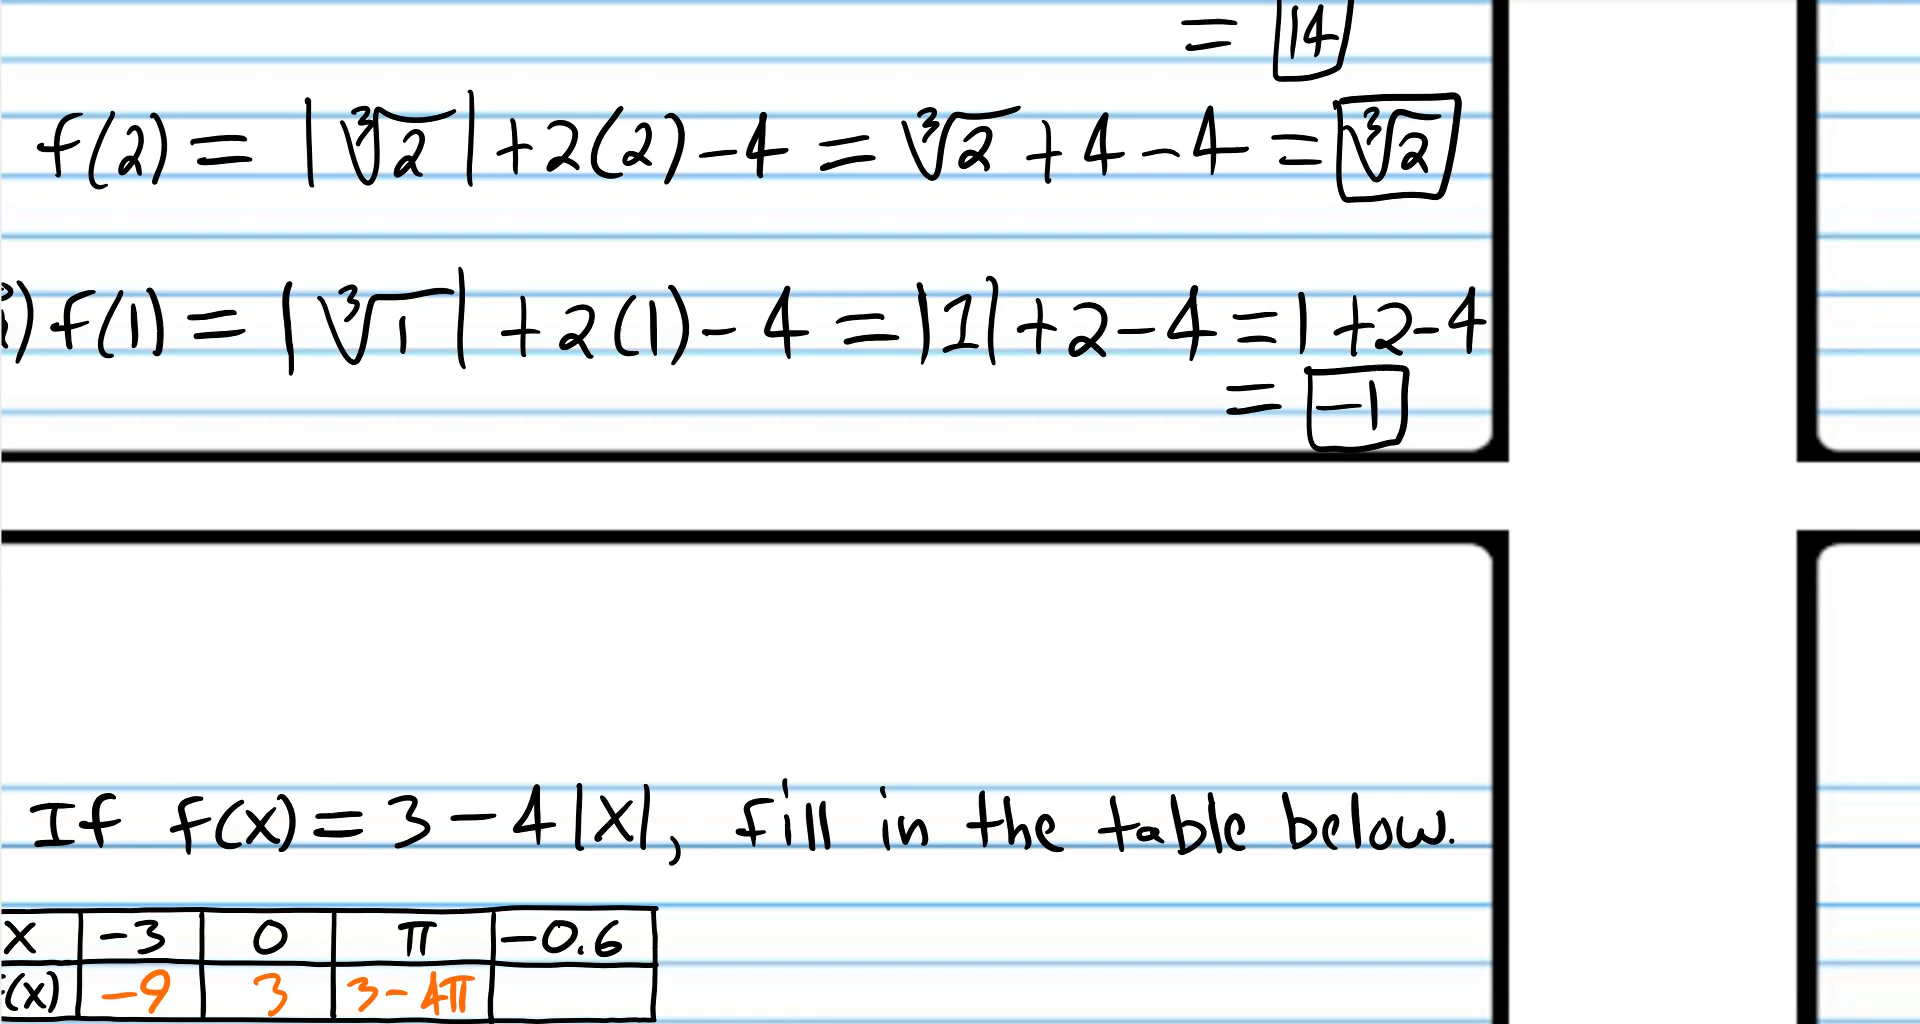 = 14
f(2) = |∛2| + 2(2) - 4 = ∛2 + 4 - 4 = ∛2
) f(1) = |∛1| + 2(1) - 4 = |1| + 2 - 4 = 1 + 2 - 4
= -1
If f(x) = 3 - 4|x|, fill in the table below.
x -3 0 π -0.6
(x) -9 3 3-4π